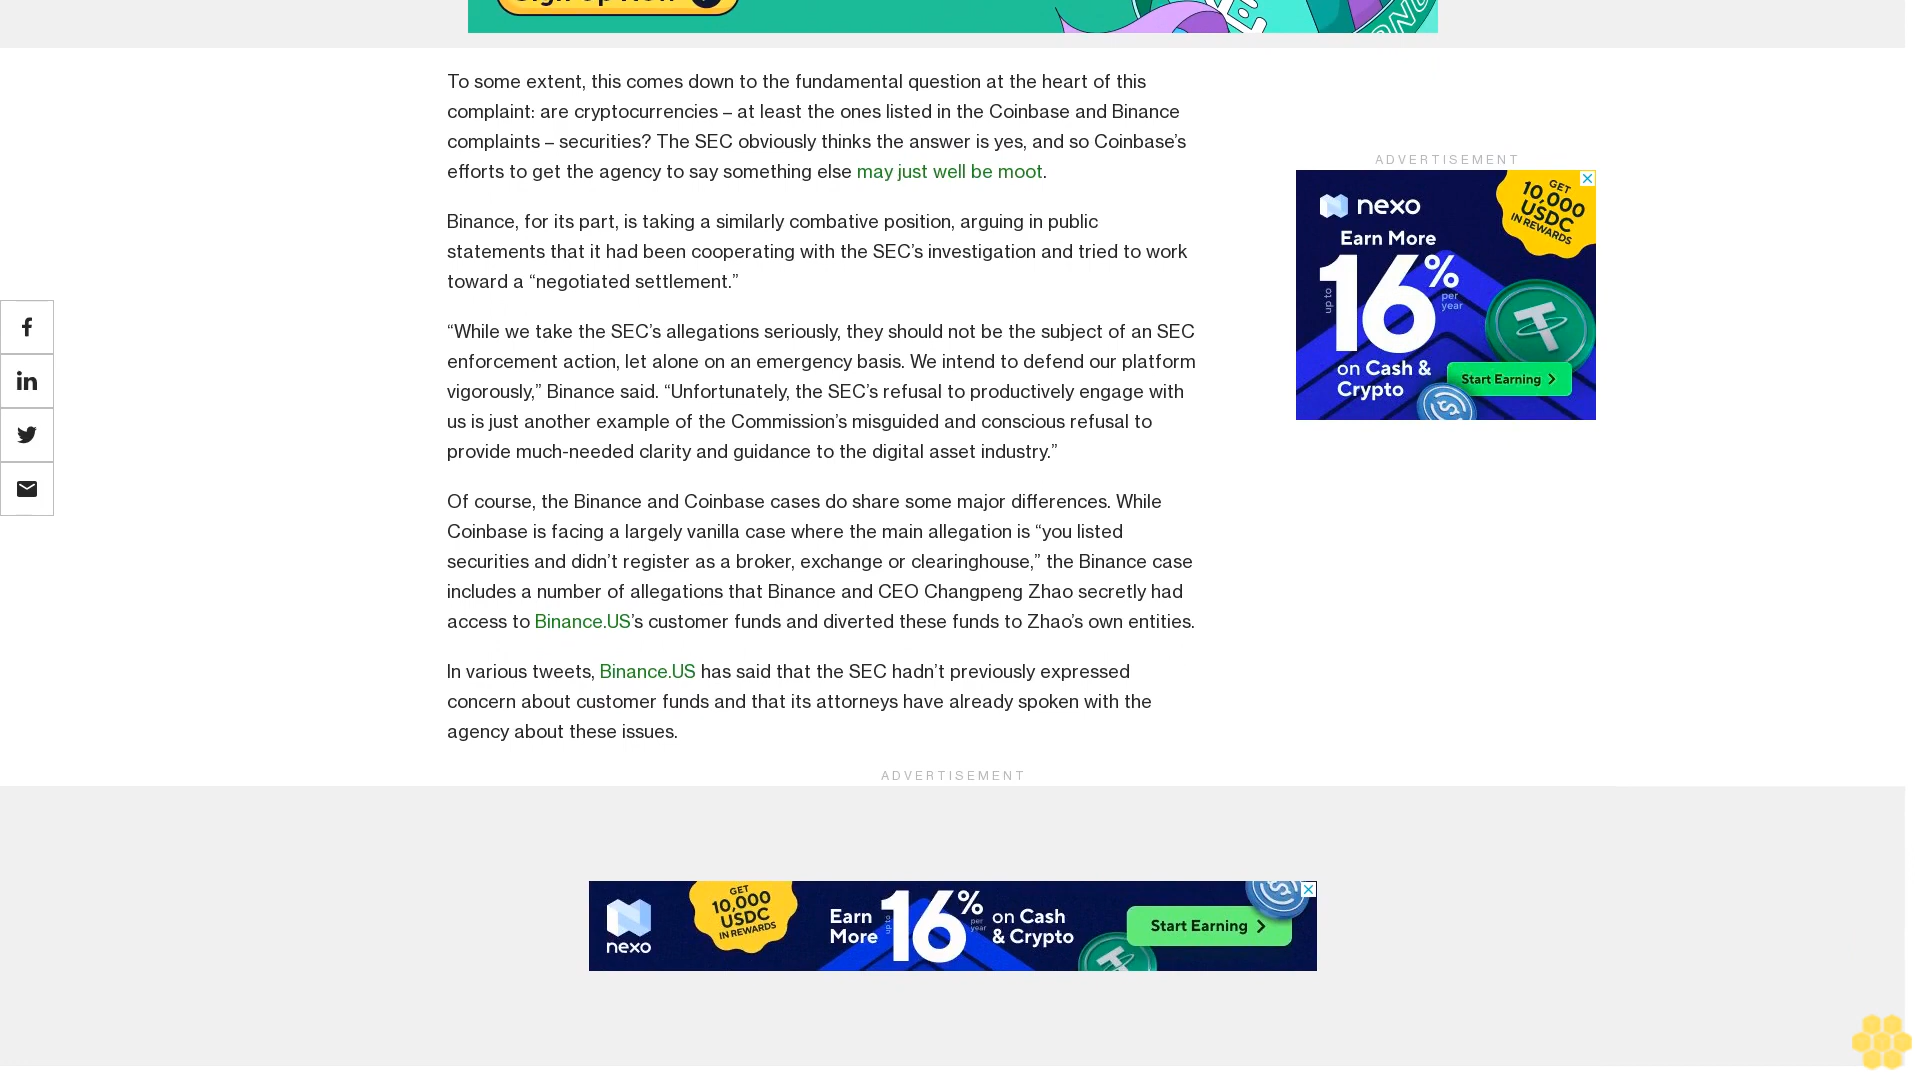 Sign Up Now
To some extent, this comes down to the fundamental question at the heart of this
complaint: are cryptocurrencies – at least the ones listed in the Coinbase and Binance
complaints – securities? The SEC obviously thinks the answer is yes, and so Coinbase’s
efforts to get the agency to say something else may just well be moot.
Binance, for its part, is taking a similarly combative position, arguing in public
statements that it had been cooperating with the SEC’s investigation and tried to work
toward a “negotiated settlement.”
“While we take the SEC’s allegations seriously, they should not be the subject of an SEC
enforcement action, let alone on an emergency basis. We intend to defend our platform
vigorously,” Binance said. “Unfortunately, the SEC’s refusal to productively engage with
us is just another example of the Commission’s misguided and conscious refusal to
provide much-needed clarity and guidance to the digital asset industry.”
Of course, the Binance and Coinbase cases do share some major differences. While
Coinbase is facing a largely vanilla case where the main allegation is “you listed
securities and didn’t register as a broker, exchange or clearinghouse,” the Binance case
includes a number of allegations that Binance and CEO Changpeng Zhao secretly had
access to Binance.US’s customer funds and diverted these funds to Zhao’s own entities.
In various tweets, Binance.US has said that the SEC hadn’t previously expressed
concern about customer funds and that its attorneys have already spoken with the
agency about these issues.
ADVERTISEMENT
nexo
GET
10,000
USDC
IN REWARDS
Earn More
up to
16%
per
year
on Cash &
Crypto
Start Earning
ADVERTISEMENT
nexo
GET
10,000
USDC
IN REWARDS
Earn
More
up to
16%
per
year
on Cash
& Crypto
Start Earning